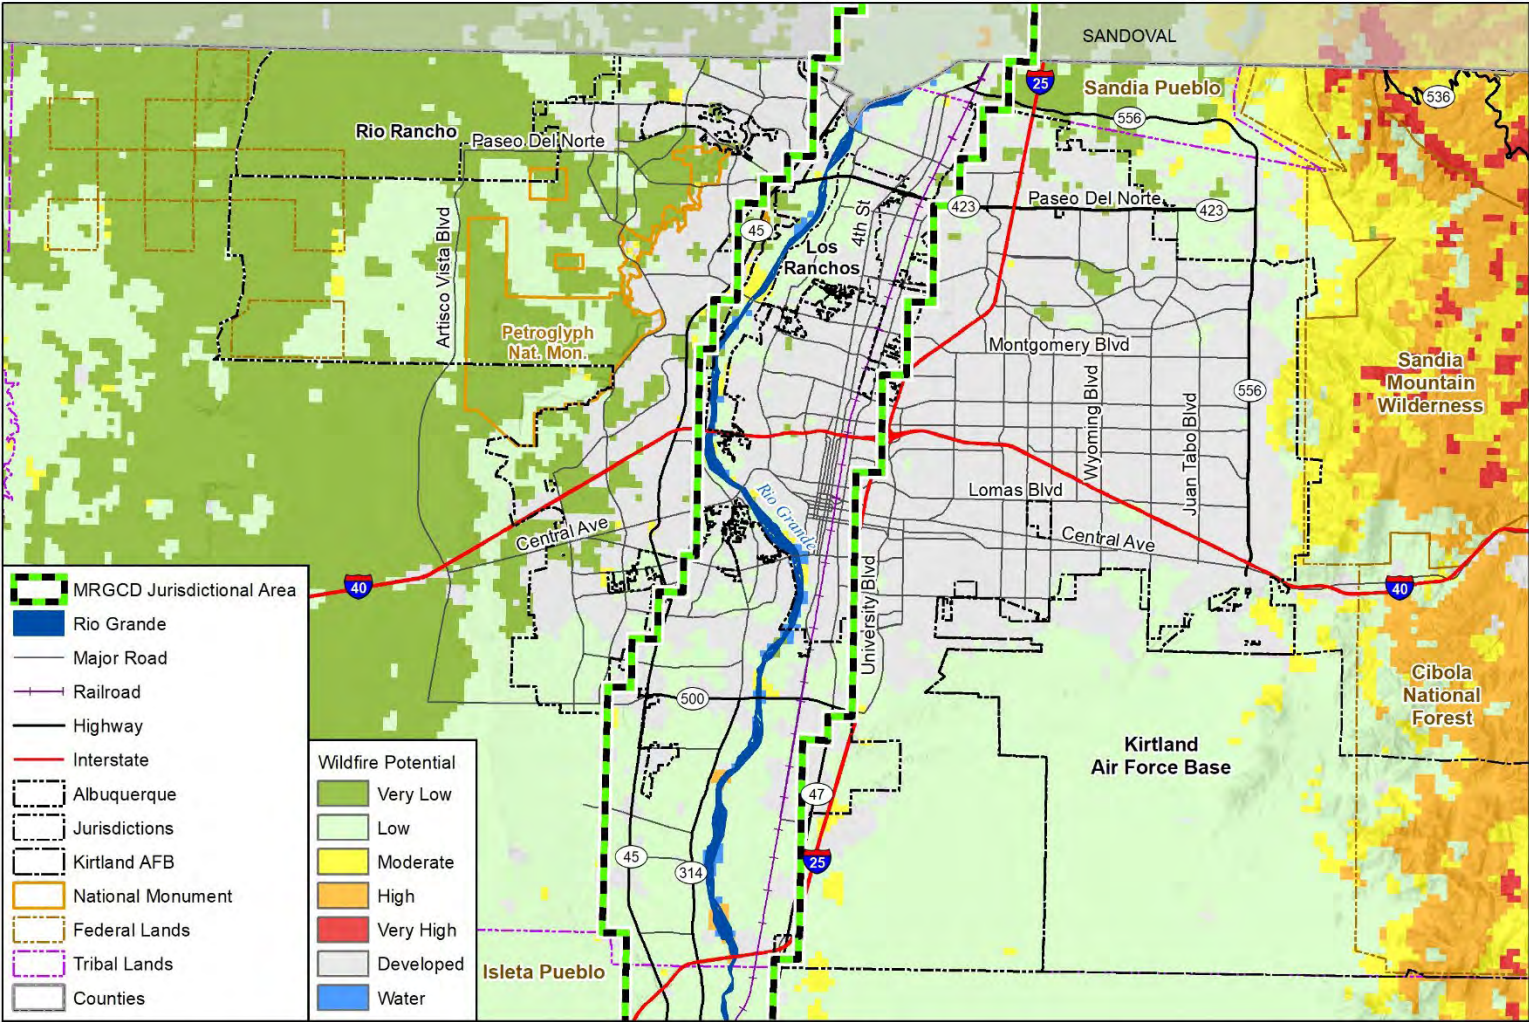 SANDOVAL
25
Sandia Pueblo
536
556
Rio Rancho
Paseo Del Norte
Paseo Del Norte
423
423
Artisco Vista Blvd
45
4th St
Los
Ranchos
Petroglyph
Nat. Mon.
Montgomery Blvd
Sandia
Mountain
Wilderness
556
Wyoming Blvd
Juan Tabo Blvd
Lomas Blvd
Rio Grande
Central Ave
Central Ave
40
40
University Blvd
500
Cibola
National
Forest
Kirtland
Air Force Base
47
45
314
25
Isleta Pueblo
MRGCD Jurisdictional Area
Rio Grande
Major Road
Railroad
Highway
Interstate
Albuquerque
Jurisdictions
Kirtland AFB
National Monument
Federal Lands
Tribal Lands
Counties
Wildfire Potential
Very Low
Low
Moderate
High
Very High
Developed
Water